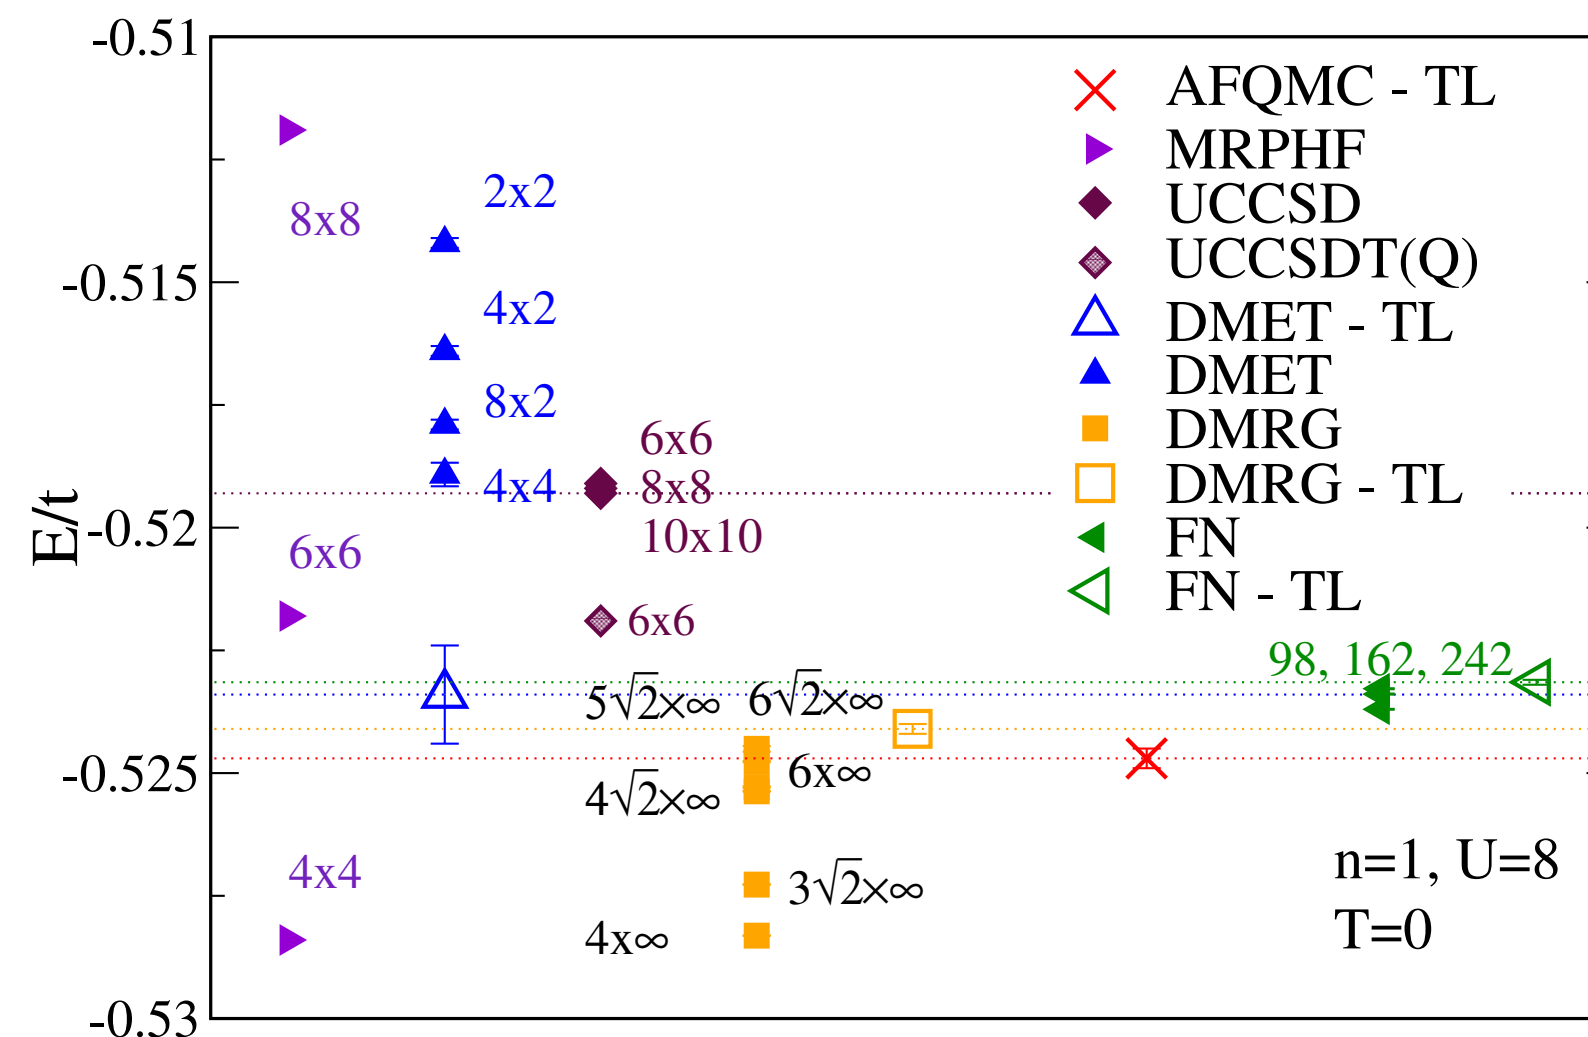 -0.51
-0.515
-0.52
-0.525
-0.53
E/t
8x8
6x6
4x4
2x2
4x2
8x2
4x4
6x6
8x8
10x10
6x6
5√2×∞
6√2×∞
4√2×∞
6x∞
3√2×∞
4x∞
AFQMC - TL
MRPHF
UCCSD
UCCSDT(Q)
DMET - TL
DMET
DMRG
DMRG - TL
FN
FN - TL
98, 162, 242
n=1, U=8
T=0